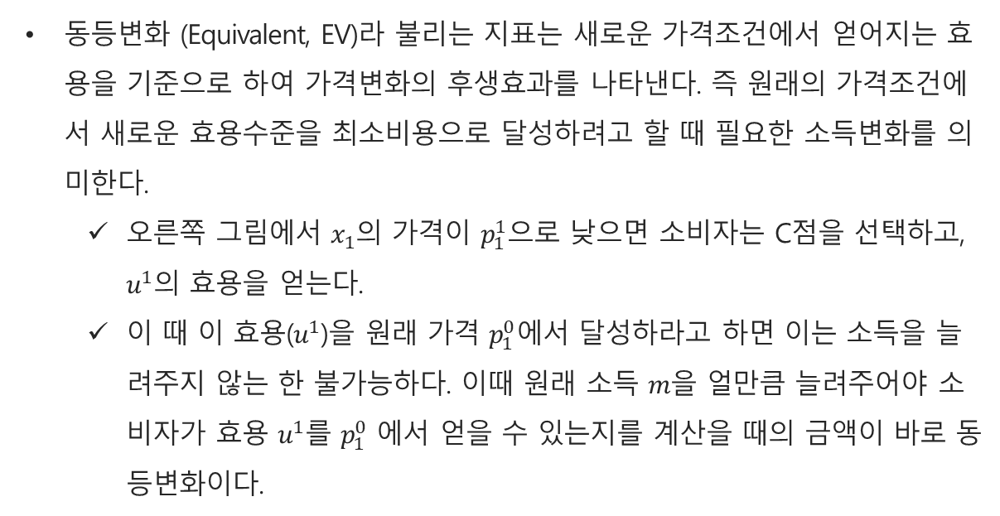 • 동등변화 (Equivalent, EV)라 불리는 지표는 새로운 가격조건에서 얻어지는 효
용을 기준으로 하여 가격변화의 후생효과를 나타낸다. 즉 원래의 가격조건에
서 새로운 효용수준을 최소비용으로 달성하려고 할 때 필요한 소득변화를 의
미한다.
✓ 오른쪽 그림에서 $x_1$의 가격이 $p_1^1$으로 낮으면 소비자는 C점을 선택하고,
$u^1$의 효용을 얻는다.
✓ 이 때 이 효용($u^1$)을 원래 가격 $p_1^0$에서 달성하라고 하면 이는 소득을 늘
려주지 않는 한 불가능하다. 이때 원래 소득 $m$을 얼만큼 늘려주어야 소
비자가 효용 $u^1$를 $p_1^0$ 에서 얻을 수 있는지를 계산을 때의 금액이 바로 동
등변화이다.